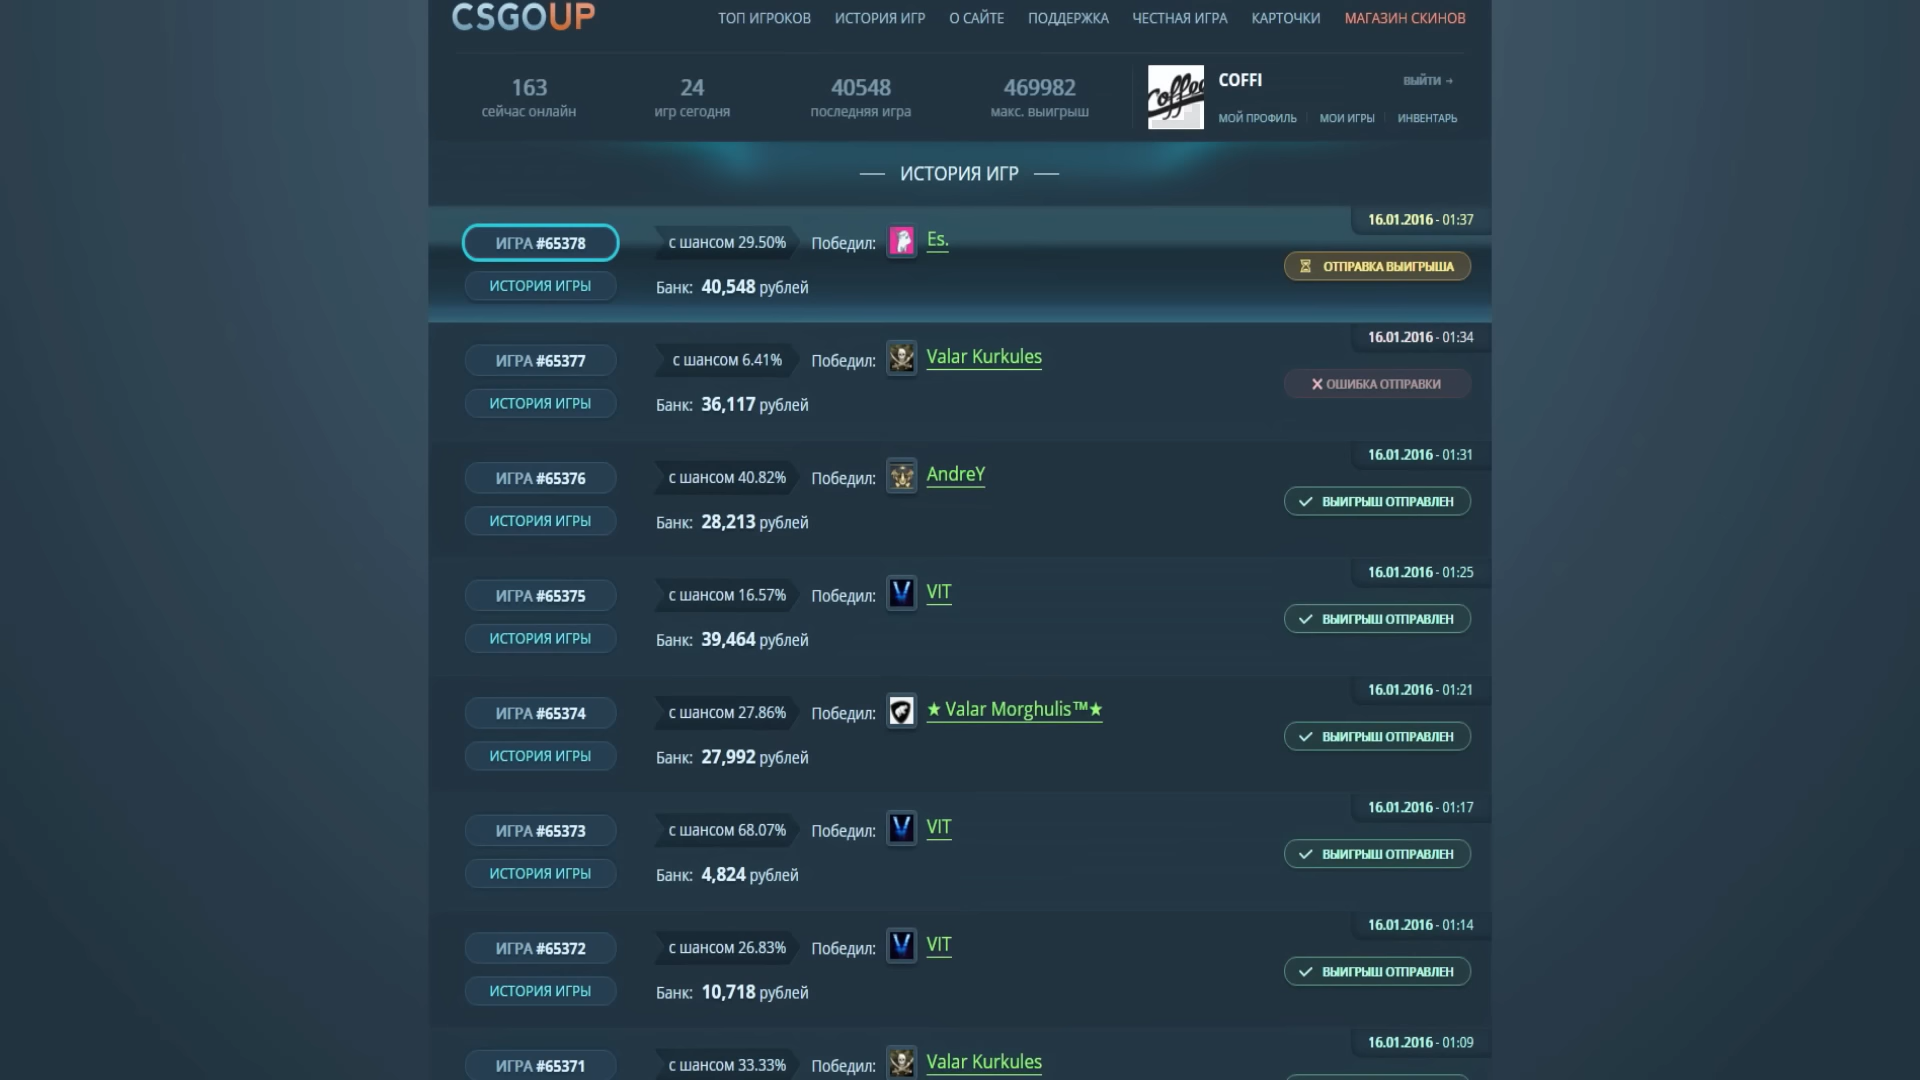 CSGOUP
ТОП ИГРОКОВ ИСТОРИЯ ИГР О САЙТЕ ПОДДЕРЖКА ЧЕСТНАЯ ИГРА КАРТОЧКИ МАГАЗИН СКИНОВ
163 24 40548 469982
сейчас онлайн игр сегодня последняя игра макс. выигрыш
Coffee
COFFI ВЫЙТИ →
МОЙ ПРОФИЛЬ МОИ ИГРЫ ИНВЕНТАРЬ
— ИСТОРИЯ ИГР —
16.01.2016 - 01:37
ИГРА #65378 с шансом 29.50% Победил: Es.
ОТПРАВКА ВЫИГРЫША
ИСТОРИЯ ИГРЫ Банк: 40,548 рублей
16.01.2016 - 01:34
ИГРА #65377 с шансом 6.41% Победил: Valar Kurkules
ОШИБКА ОТПРАВКИ
ИСТОРИЯ ИГРЫ Банк: 36,117 рублей
16.01.2016 - 01:31
ИГРА #65376 с шансом 40.82% Победил: AndreY
ВЫИГРЫШ ОТПРАВЛЕН
ИСТОРИЯ ИГРЫ Банк: 28,213 рублей
16.01.2016 - 01:25
ИГРА #65375 с шансом 16.57% Победил: VIT
ВЫИГРЫШ ОТПРАВЛЕН
ИСТОРИЯ ИГРЫ Банк: 39,464 рублей
16.01.2016 - 01:21
ИГРА #65374 с шансом 27.86% Победил: ★ Valar Morghulis™★
ВЫИГРЫШ ОТПРАВЛЕН
ИСТОРИЯ ИГРЫ Банк: 27,992 рублей
16.01.2016 - 01:17
ИГРА #65373 с шансом 68.07% Победил: VIT
ВЫИГРЫШ ОТПРАВЛЕН
ИСТОРИЯ ИГРЫ Банк: 4,824 рублей
16.01.2016 - 01:14
ИГРА #65372 с шансом 26.83% Победил: VIT
ВЫИГРЫШ ОТПРАВЛЕН
ИСТОРИЯ ИГРЫ Банк: 10,718 рублей
16.01.2016 - 01:09
ИГРА #65371 с шансом 33.33% Победил: Valar Kurkules